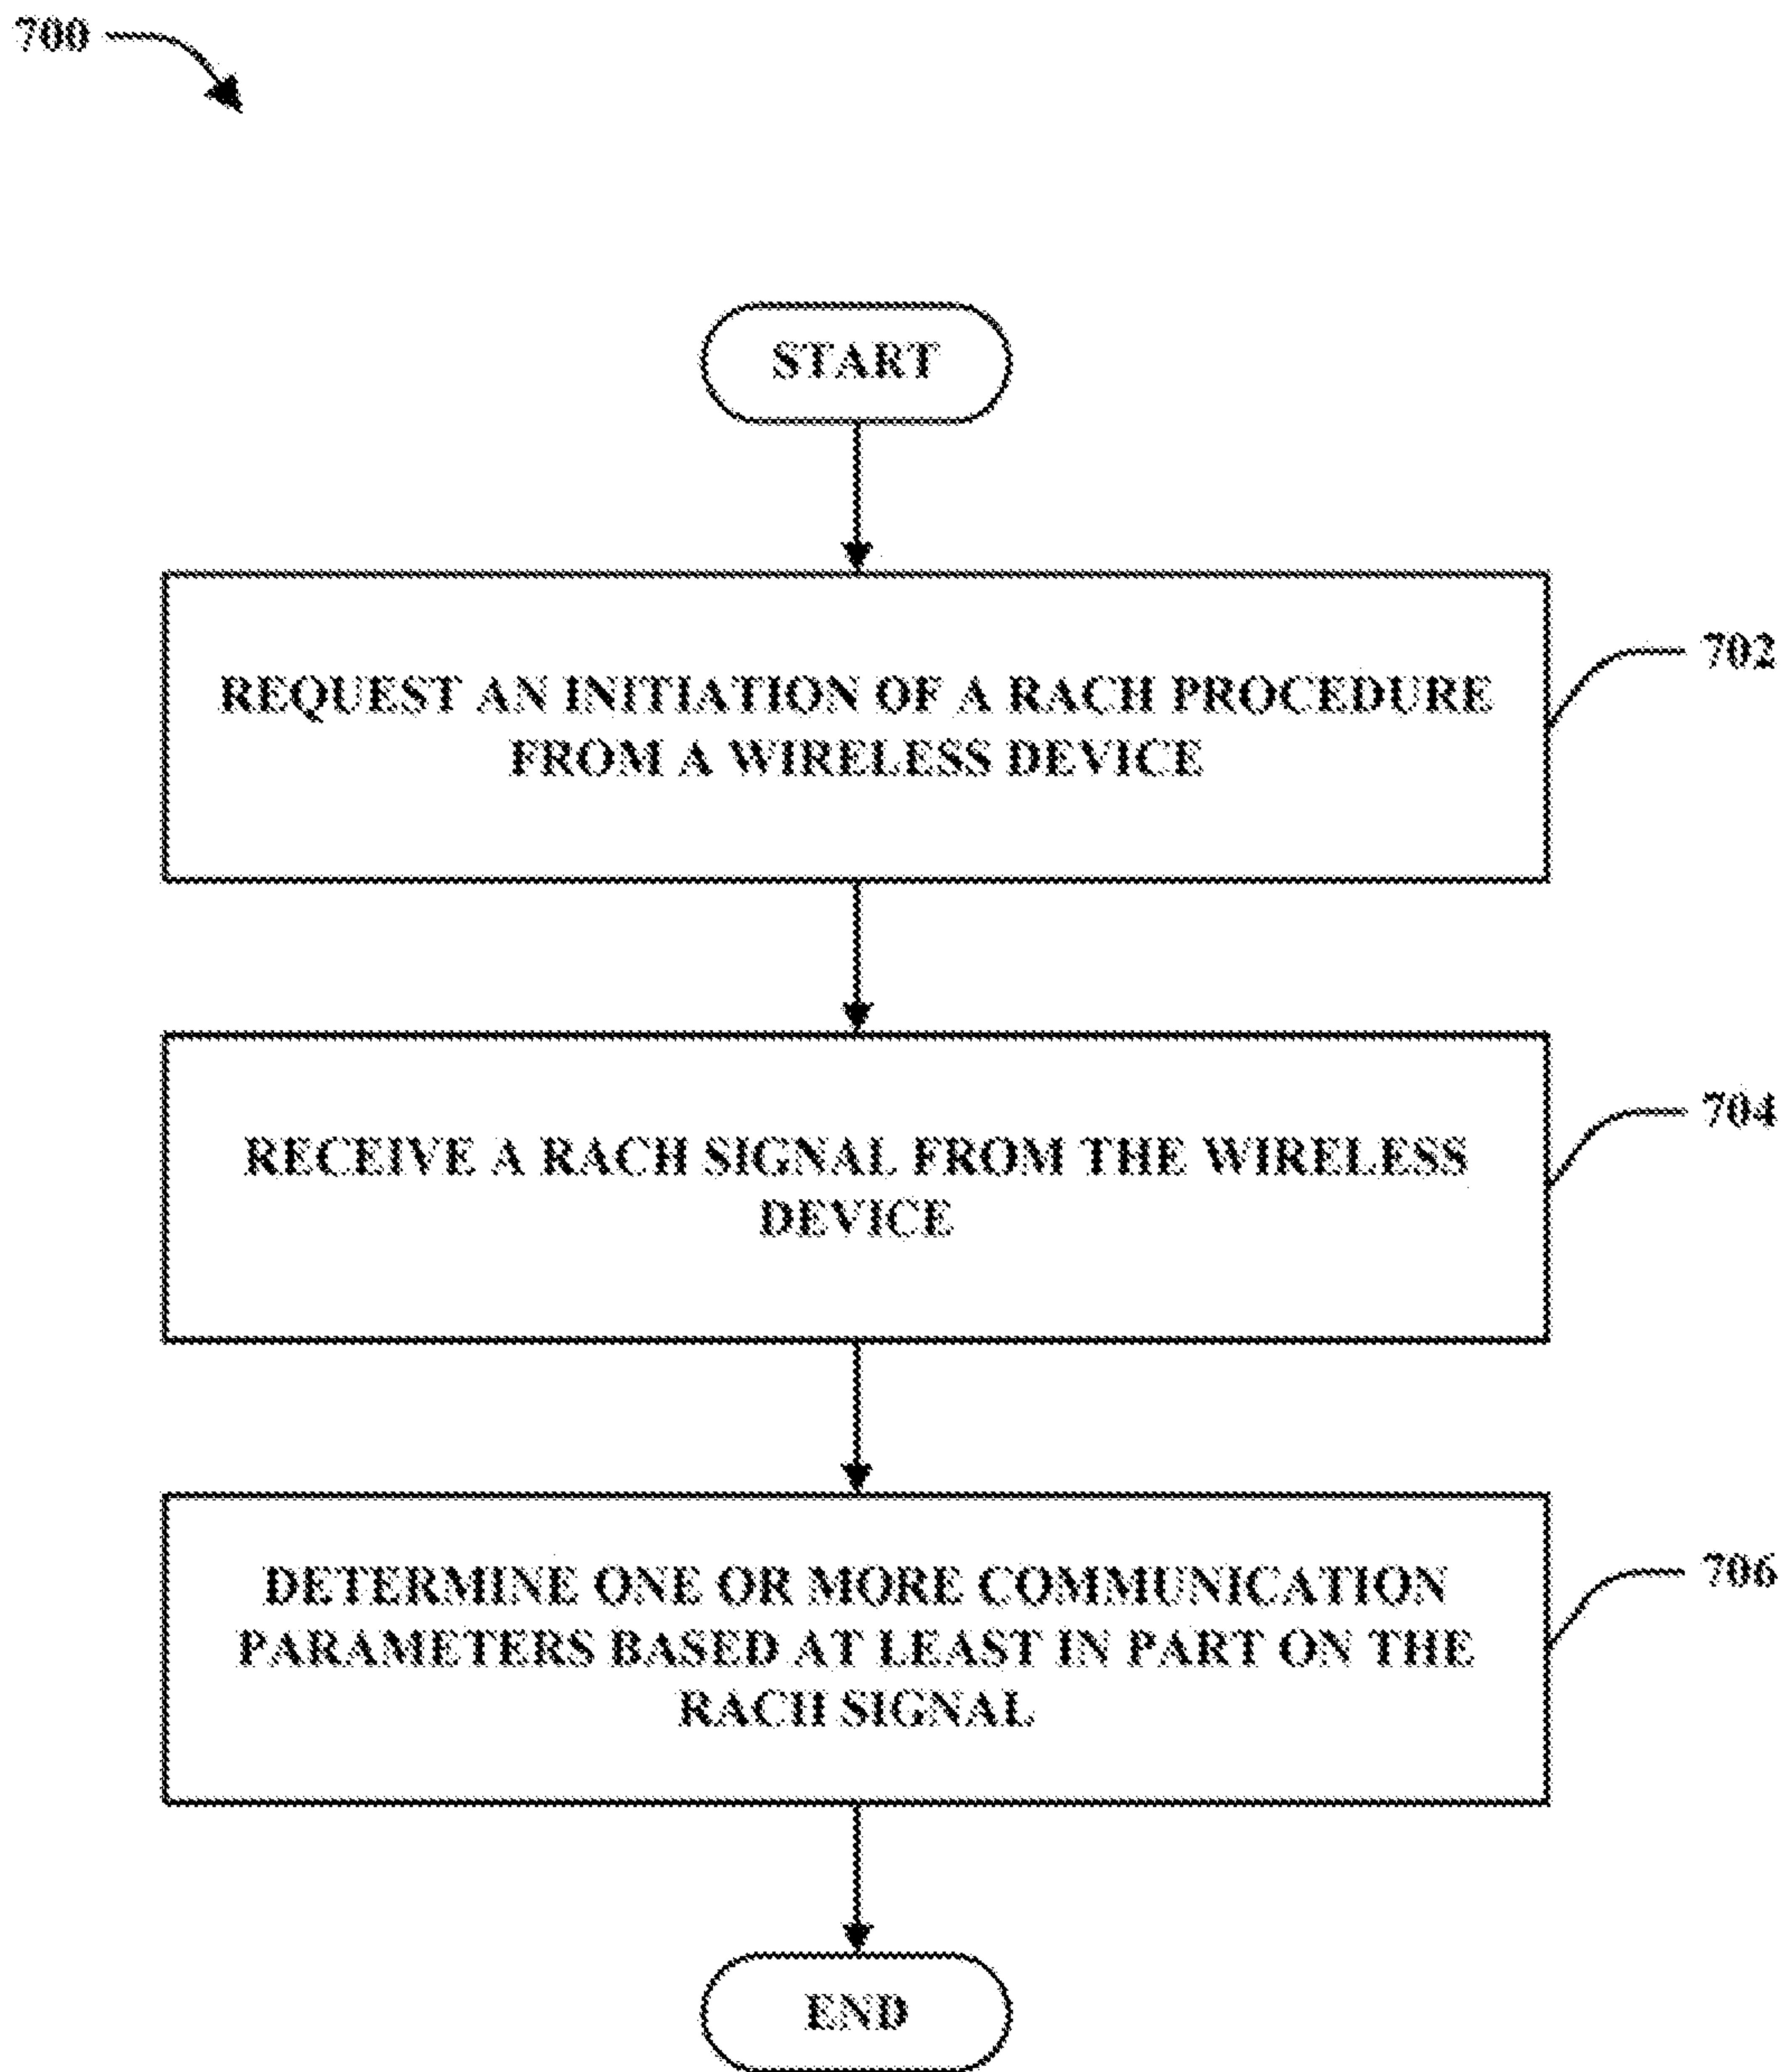 700
START
REQUEST AN INITIATION OF A RACH PROCEDURE
FROM A WIRELESS DEVICE
702
RECEIVE A RACH SIGNAL FROM THE WIRELESS
DEVICE
704
DETERMINE ONE OR MORE COMMUNICATION
PARAMETERS BASED AT LEAST IN PART ON THE
RACH SIGNAL
706
END